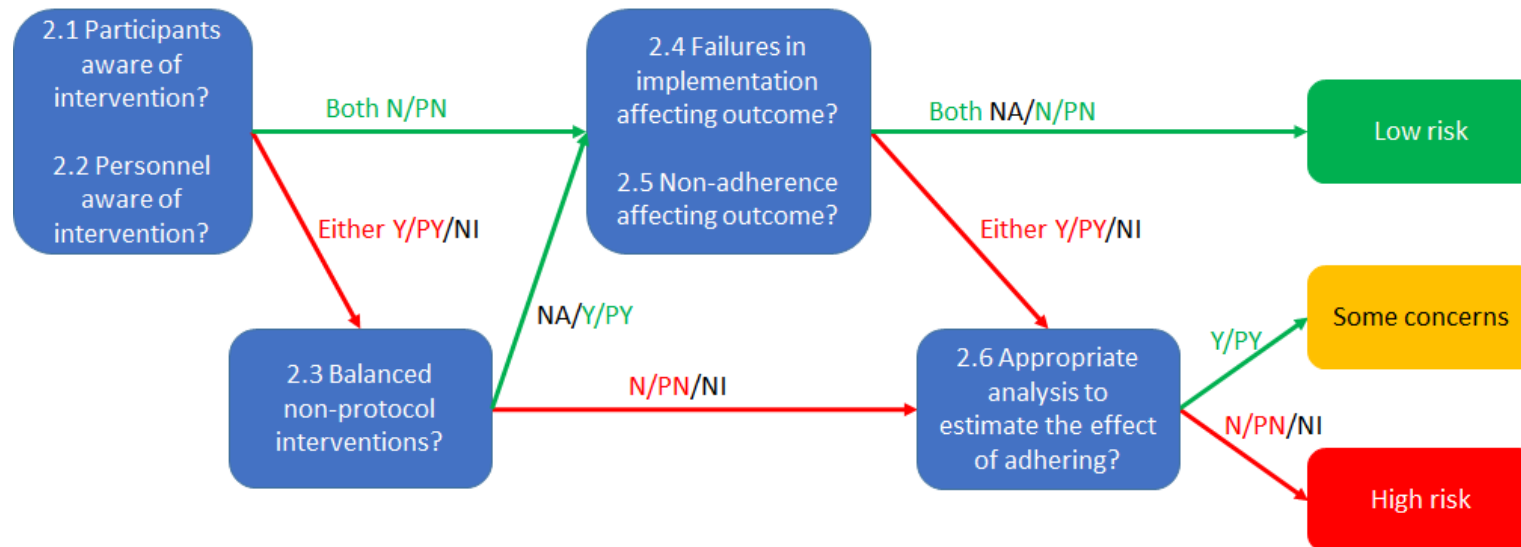 2.1 Participants
aware of
intervention?
2.2 Personnel
aware of
intervention?
Both N/PN
Either Y/PY/NI
2.3 Balanced
non-protocol
interventions?
NA/Y/PY
N/PN/NI
2.4 Failures in
implementation
affecting outcome?
2.5 Non-adherence
affecting outcome?
Both NA/N/PN
Either Y/PY/NI
2.6 Appropriate
analysis to
estimate the effect
of adhering?
Y/PY
N/PN/NI
Low risk
Some concerns
High risk